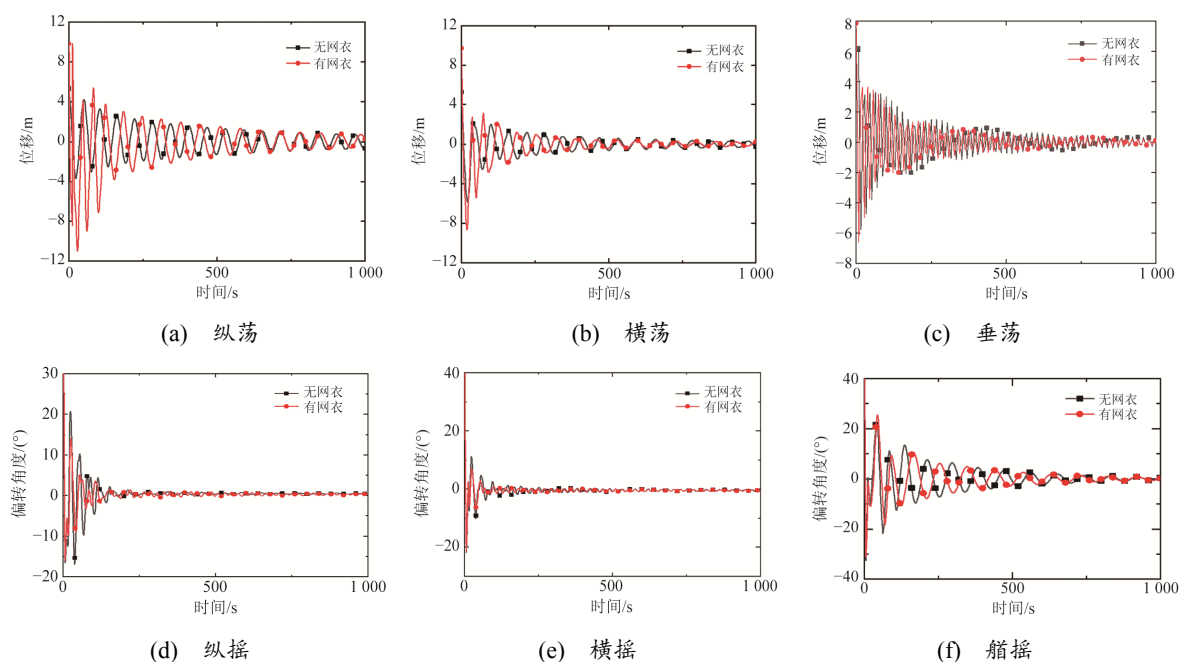 12
8
4
0
−4
−8
−12
位移/m
无网衣
有网衣
0
500
1 000
时间/s
(a) 纵荡
12
8
4
0
−4
−8
−12
位移/m
无网衣
有网衣
0
500
1 000
时间/s
(b) 横荡
8
6
4
2
0
−2
−4
−6
−8
位移/m
无网衣
有网衣
0
500
1 000
时间/s
(c) 垂荡
30
20
10
0
−10
−20
偏转角度/(°)
无网衣
有网衣
0
500
1 000
时间/s
(d) 纵摇
40
20
0
−20
偏转角度/(°)
无网衣
有网衣
0
500
1 000
时间/s
(e) 横摇
40
20
0
−20
−40
偏转角度/(°)
无网衣
有网衣
0
500
1 000
时间/s
(f) 艏摇